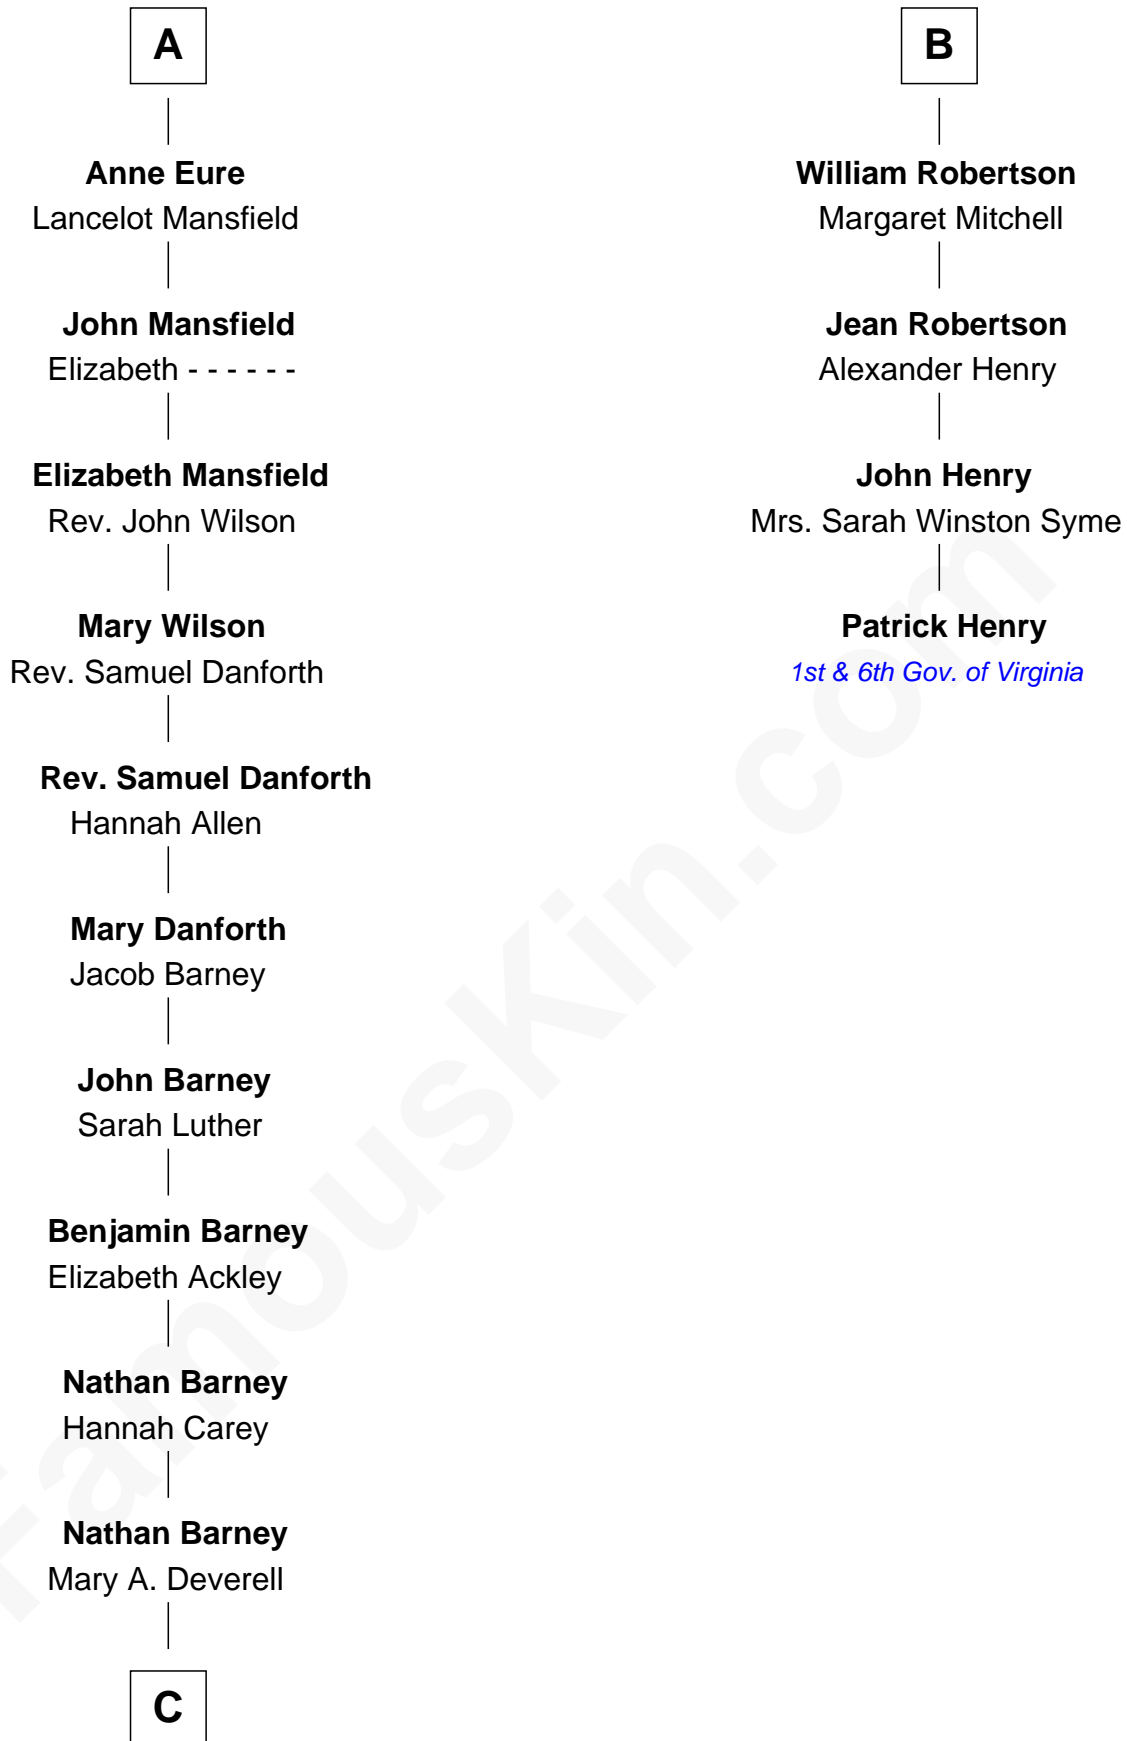 A
Anne Eure
Lancelot Mansfield
John Mansfield
Elizabeth - - - - - -
Elizabeth Mansfield
Rev. John Wilson
Mary Wilson
Rev. Samuel Danforth
Rev. Samuel Danforth
Hannah Allen
Mary Danforth
Jacob Barney
John Barney
Sarah Luther
Benjamin Barney
Elizabeth Ackley
Nathan Barney
Hannah Carey
Nathan Barney
Mary A. Deverell
C
B
William Robertson
Margaret Mitchell
Jean Robertson
Alexander Henry
John Henry
Mrs. Sarah Winston Syme
Patrick Henry
1st & 6th Gov. of Virginia
FamousKin.com